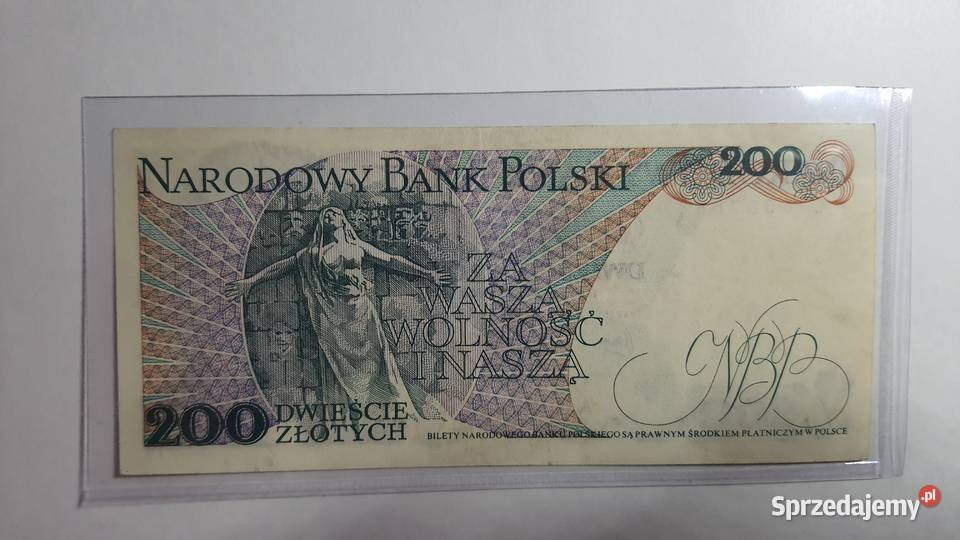 NARODOWY BANK POLSKI
200
ZA
WASZĄ
WOLNOŚĆ
I NASZĄ
NBP
200 DWIEŚCIE
ZŁOTYCH
BILETY NARODOWEGO BANKU POLSKIEGO SĄ PRAWNYM ŚRODKIEM PŁATNICZYM W POLSCE
Sprzedajemy.pl